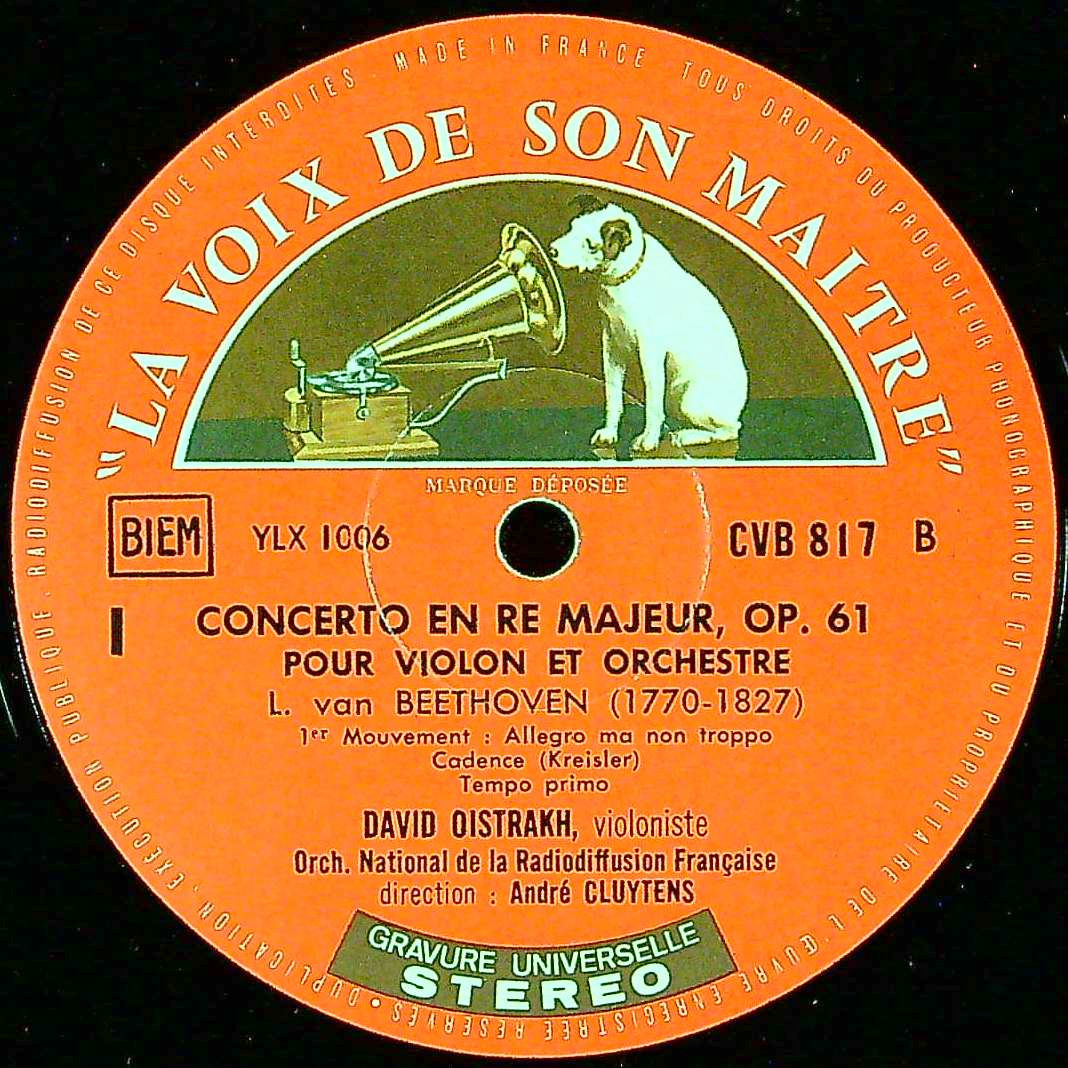 MADE IN FRANCE TOUS DROITS DU PRODUCTEUR PHONOGRAPHIQUE ET DU PROPRIETAIRE DE L'ŒUVRE ENREGISTREE RESERVES • DUPLICATION, EXECUTION PUBLIQUE, RADIODIFFUSION DE CE DISQUE INTERDITES
"LA VOIX DE SON MAITRE"
MARQUE DÉPOSÉE
BIEM YLX 1006 CVB 817 B
I CONCERTO EN RE MAJEUR, OP. 61
POUR VIOLON ET ORCHESTRE
L. van BEETHOVEN (1770-1827)
1er Mouvement : Allegro ma non troppo
Cadence (Kreisler)
Tempo primo
DAVID OISTRAKH, violoniste
Orch. National de la Radiodiffusion Française
direction : André CLUYTENS
GRAVURE UNIVERSELLE
STEREO